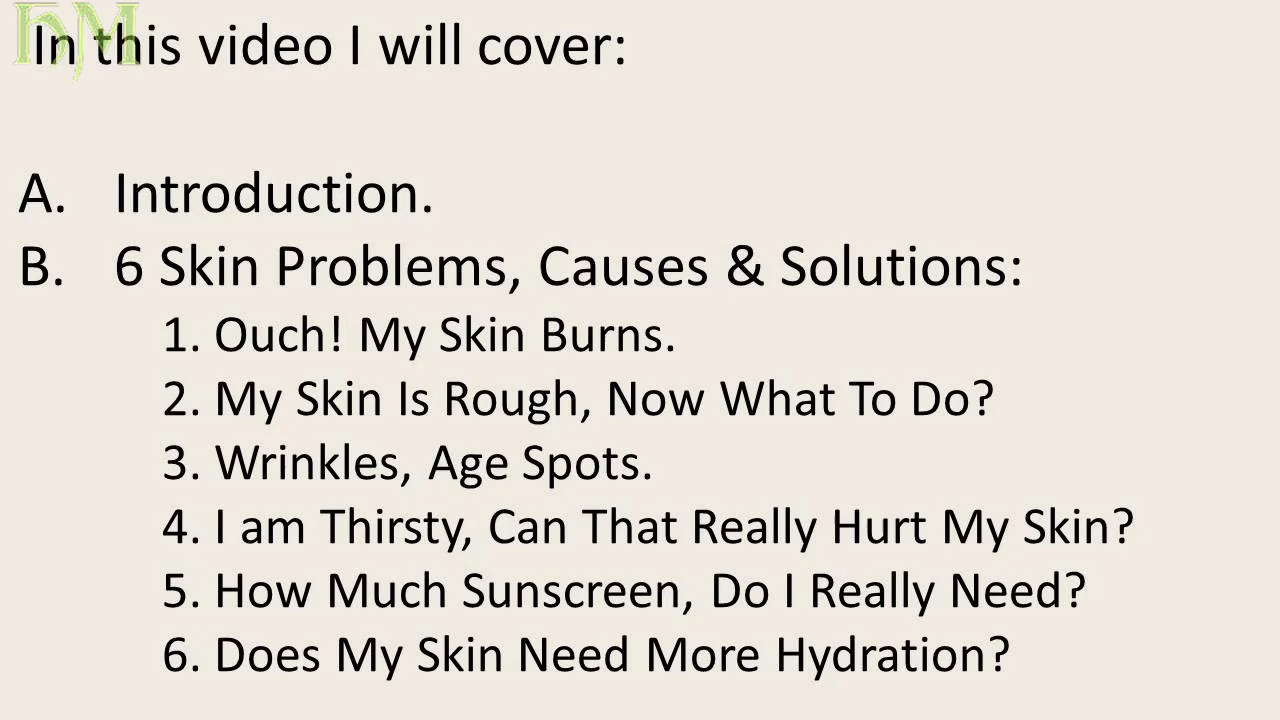 HM
In this video I will cover:
A. Introduction.
B. 6 Skin Problems, Causes & Solutions:
1. Ouch! My Skin Burns.
2. My Skin Is Rough, Now What To Do?
3. Wrinkles, Age Spots.
4. I am Thirsty, Can That Really Hurt My Skin?
5. How Much Sunscreen, Do I Really Need?
6. Does My Skin Need More Hydration?